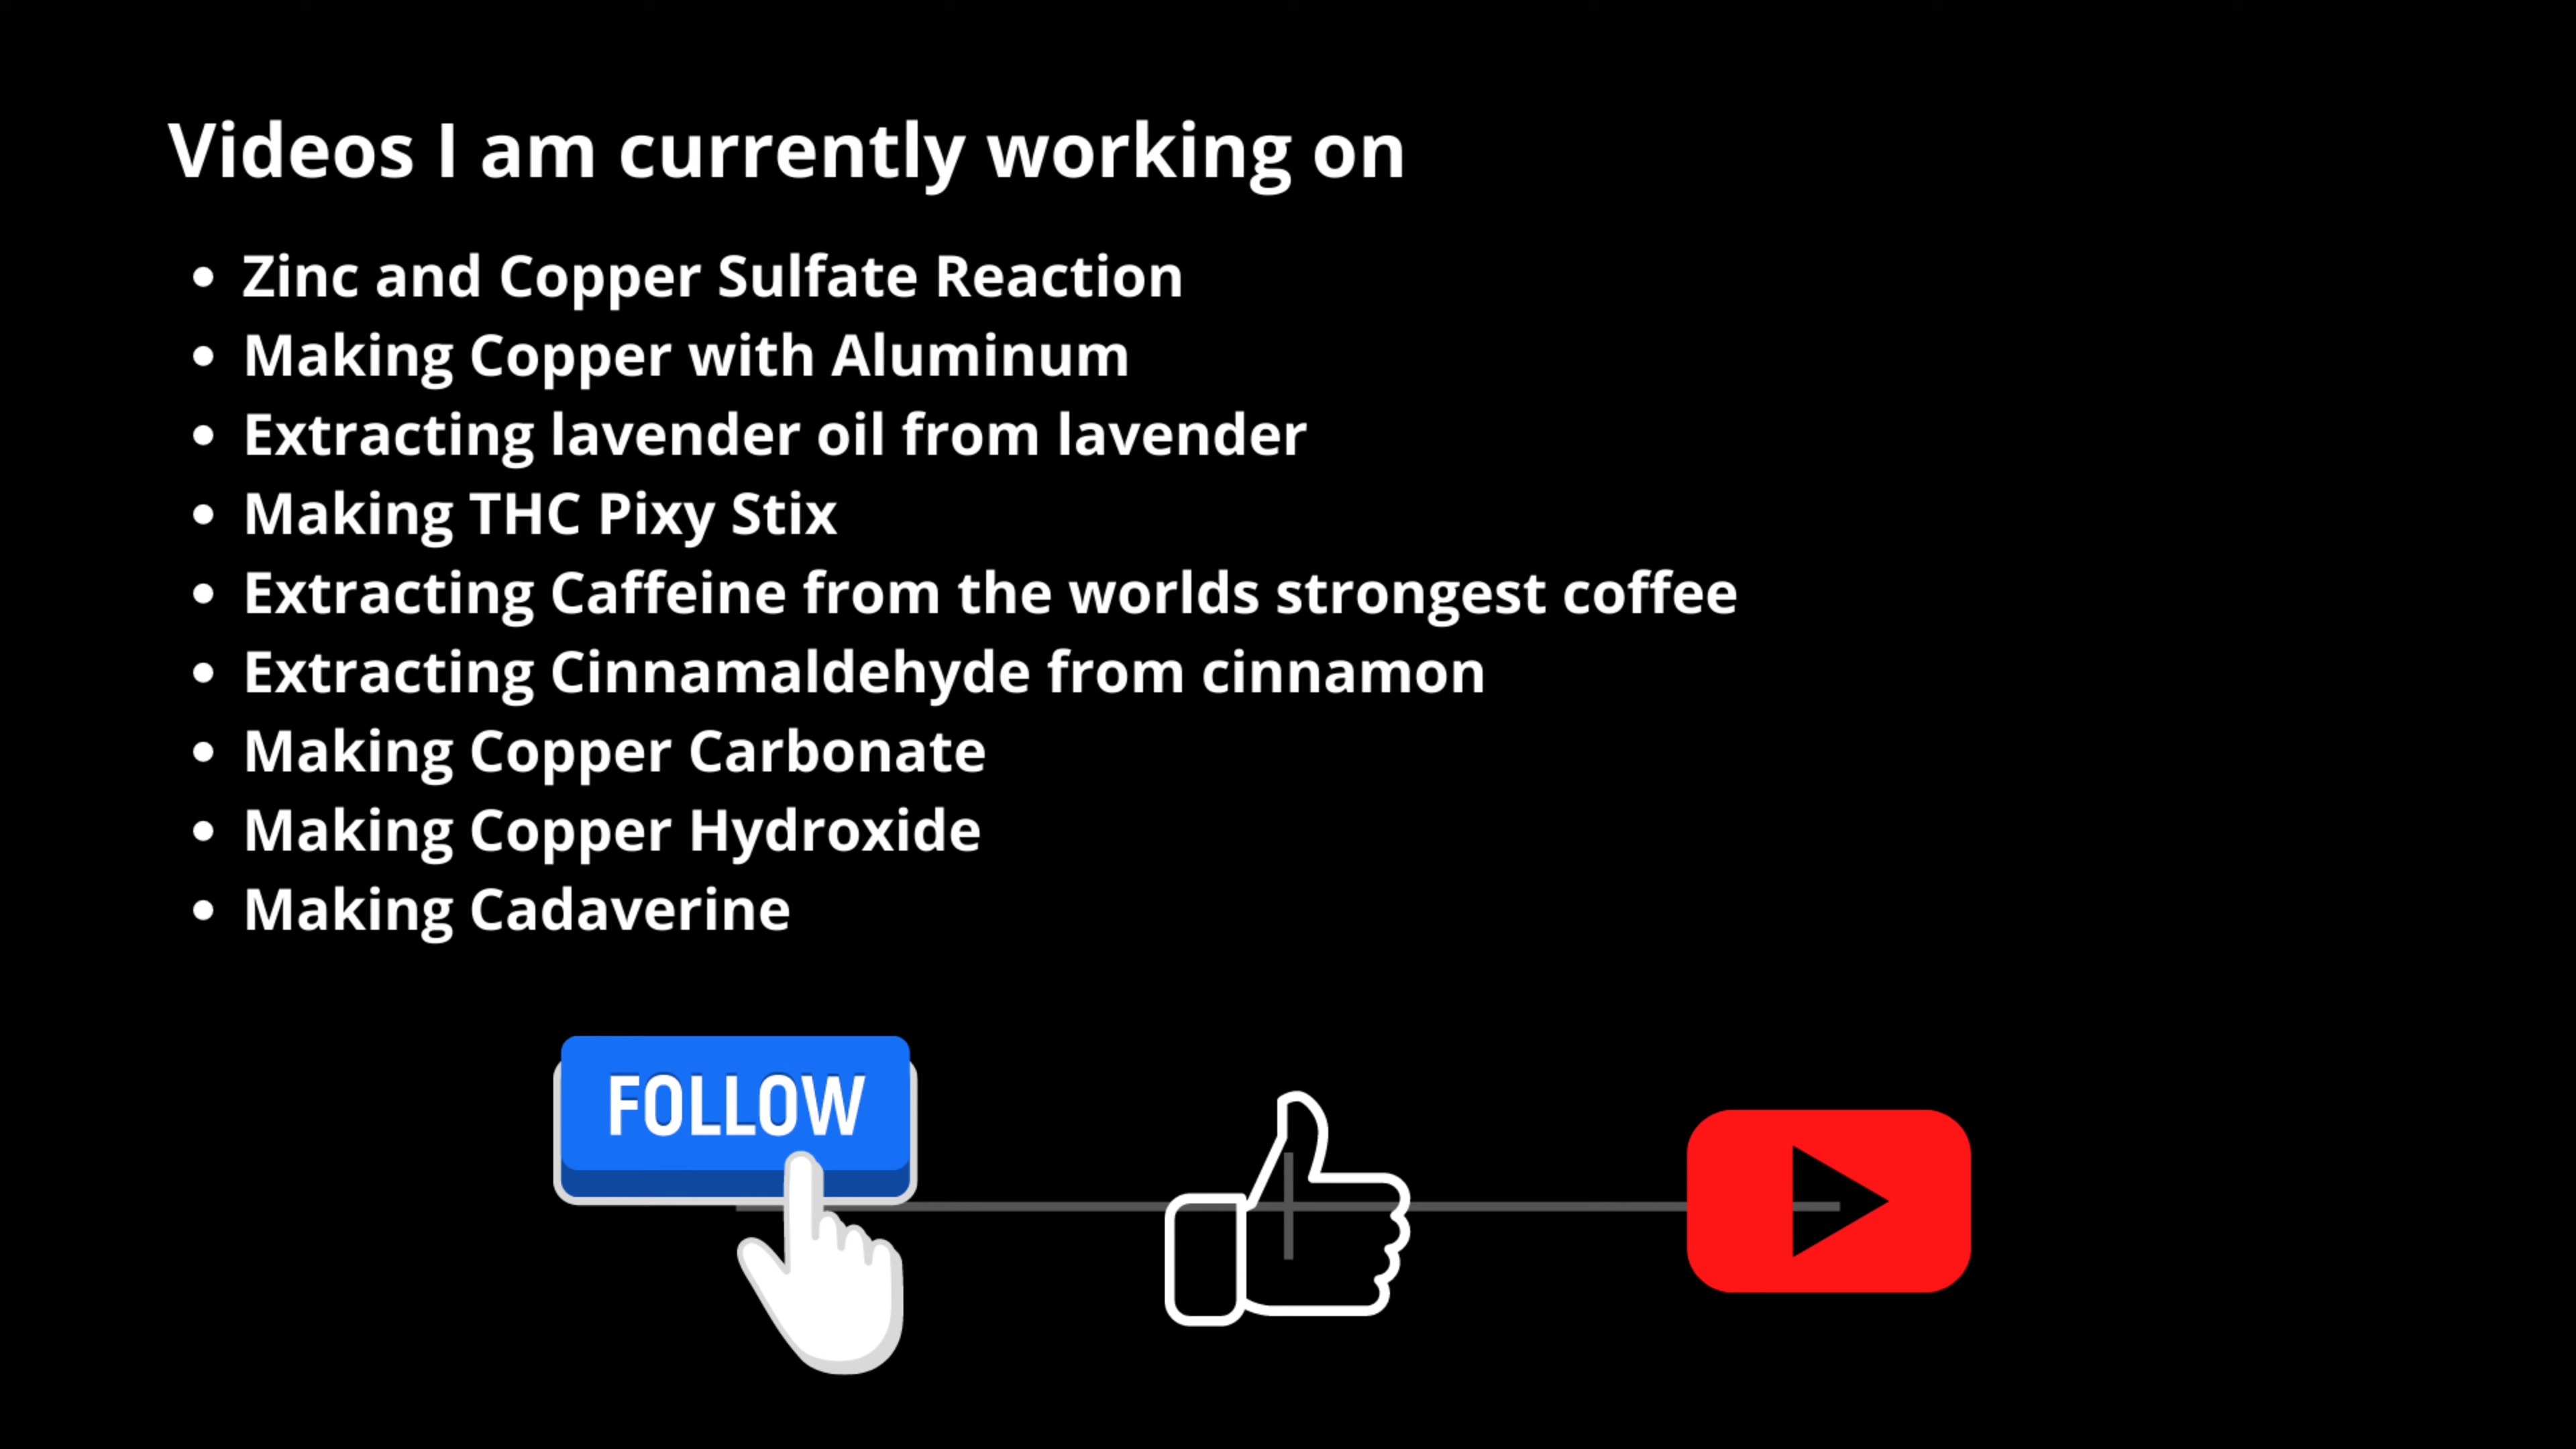 Videos I am currently working on
• Zinc and Copper Sulfate Reaction
• Making Copper with Aluminum
• Extracting lavender oil from lavender
• Making THC Pixy Stix
• Extracting Caffeine from the worlds strongest coffee
• Extracting Cinnamaldehyde from cinnamon
• Making Copper Carbonate
• Making Copper Hydroxide
• Making Cadaverine
FOLLOW